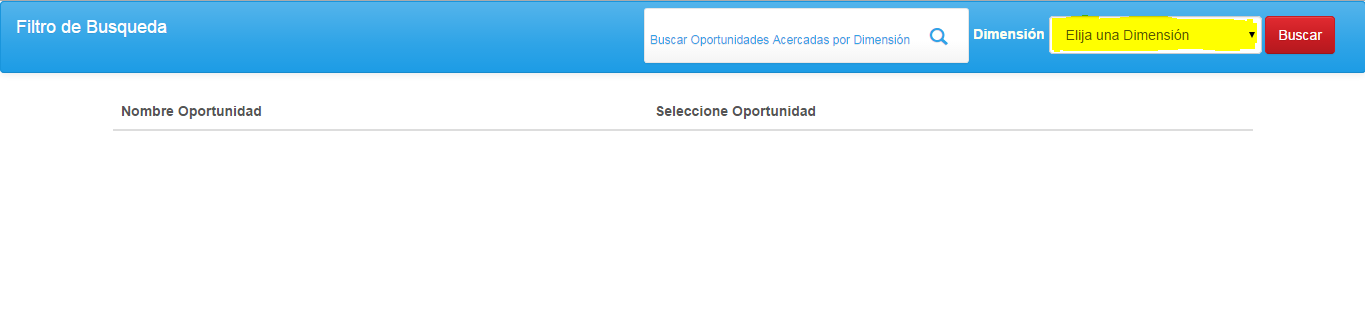 Filtro de Busqueda
Buscar Oportunidades Acercadas por Dimensión
Dimensión
Elija una Dimensión
Buscar
Nombre Oportunidad
Seleccione Oportunidad